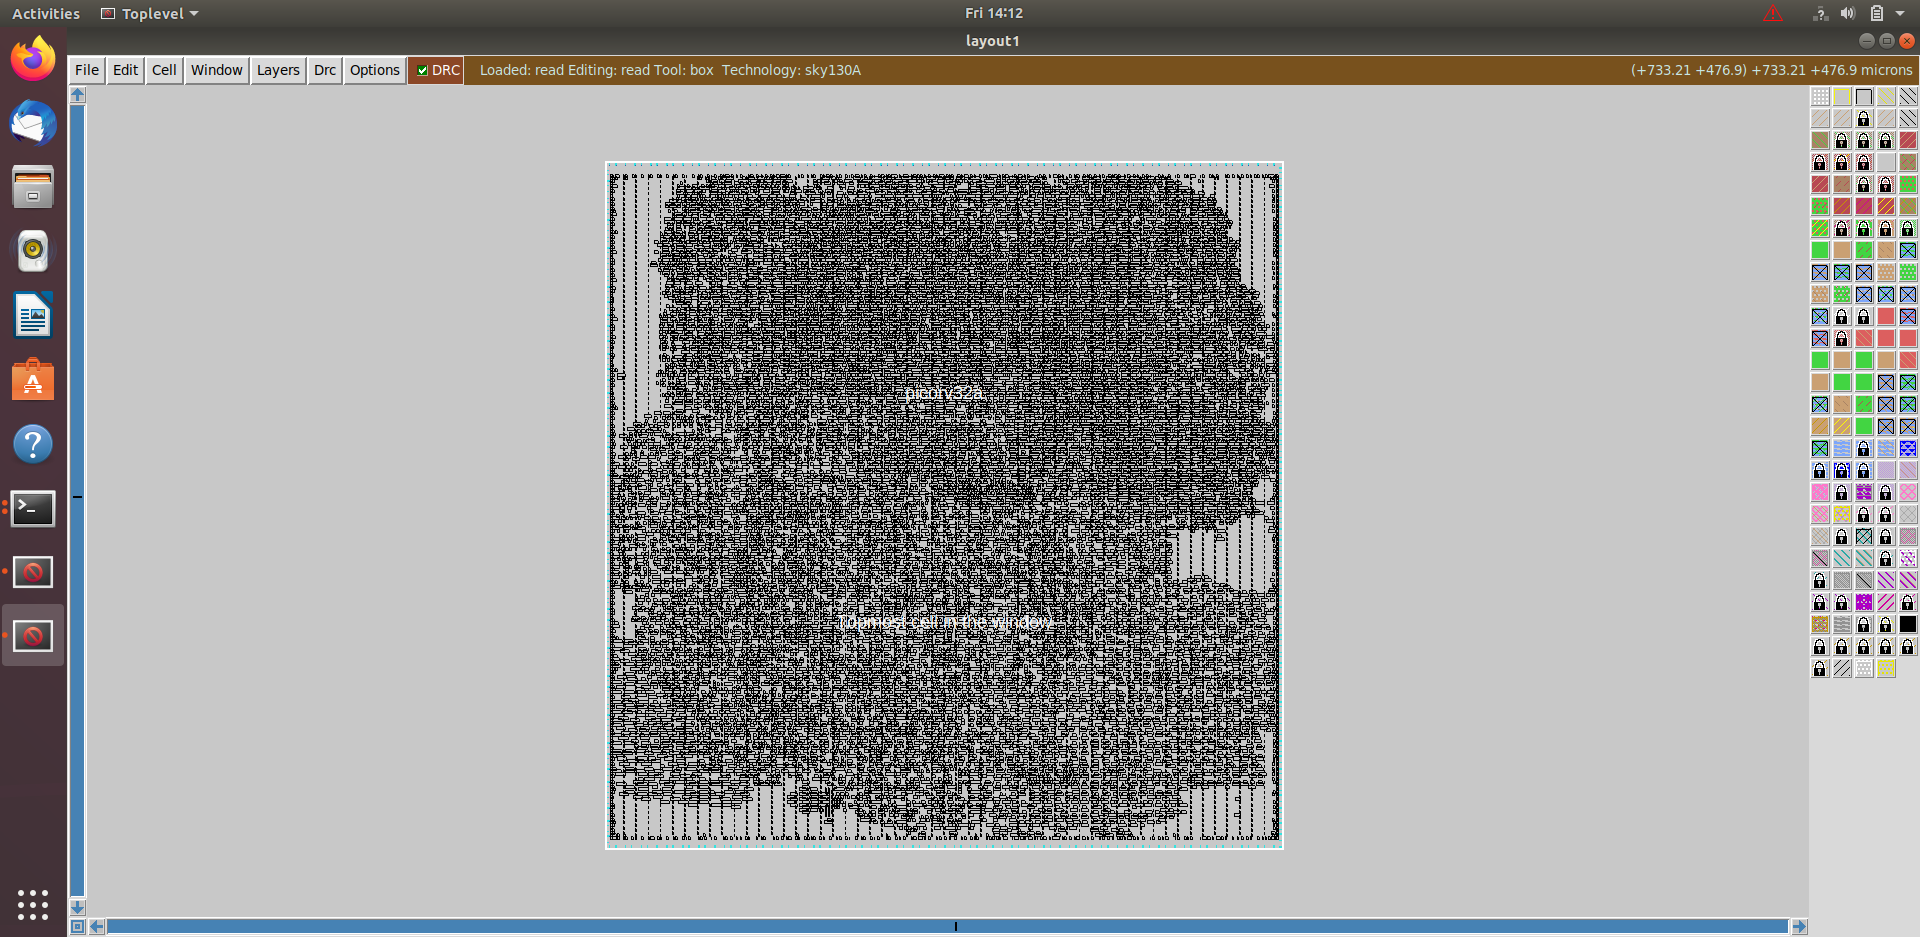 Activities Toplevel Fri 14:12
layout1
File Edit Cell Window Layers Drc Options DRC Loaded: read Editing: read Tool: box Technology: sky130A (+733.21 +476.9) +733.21 +476.9 microns
picorv32a
Topmost cell in the window